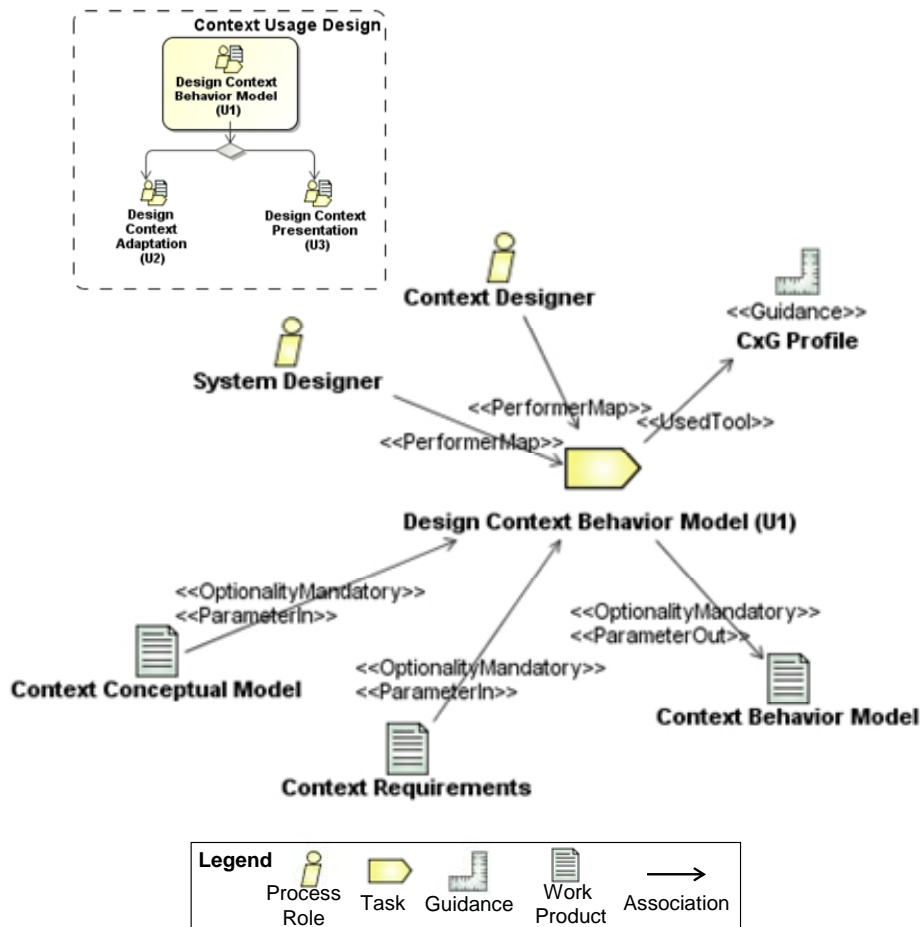 Context Usage Design
Design Context
Behavior Model
(U1)
Design
Context
Adaptation
(U2)
Design Context
Presentation
(U3)
Context Designer
<<Guidance>>
CxG Profile
System Designer
<<PerformerMap>>
<<UsedTool>>
<<PerformerMap>>
Design Context Behavior Model (U1)
<<OptionalityMandatory>>
<<ParameterIn>>
<<OptionalityMandatory>>
<<ParameterOut>>
<<OptionalityMandatory>>
<<ParameterIn>>
Context Conceptual Model
Context Behavior Model
Context Requirements
Legend
Process
Role
Task
Guidance
Work
Product
Association